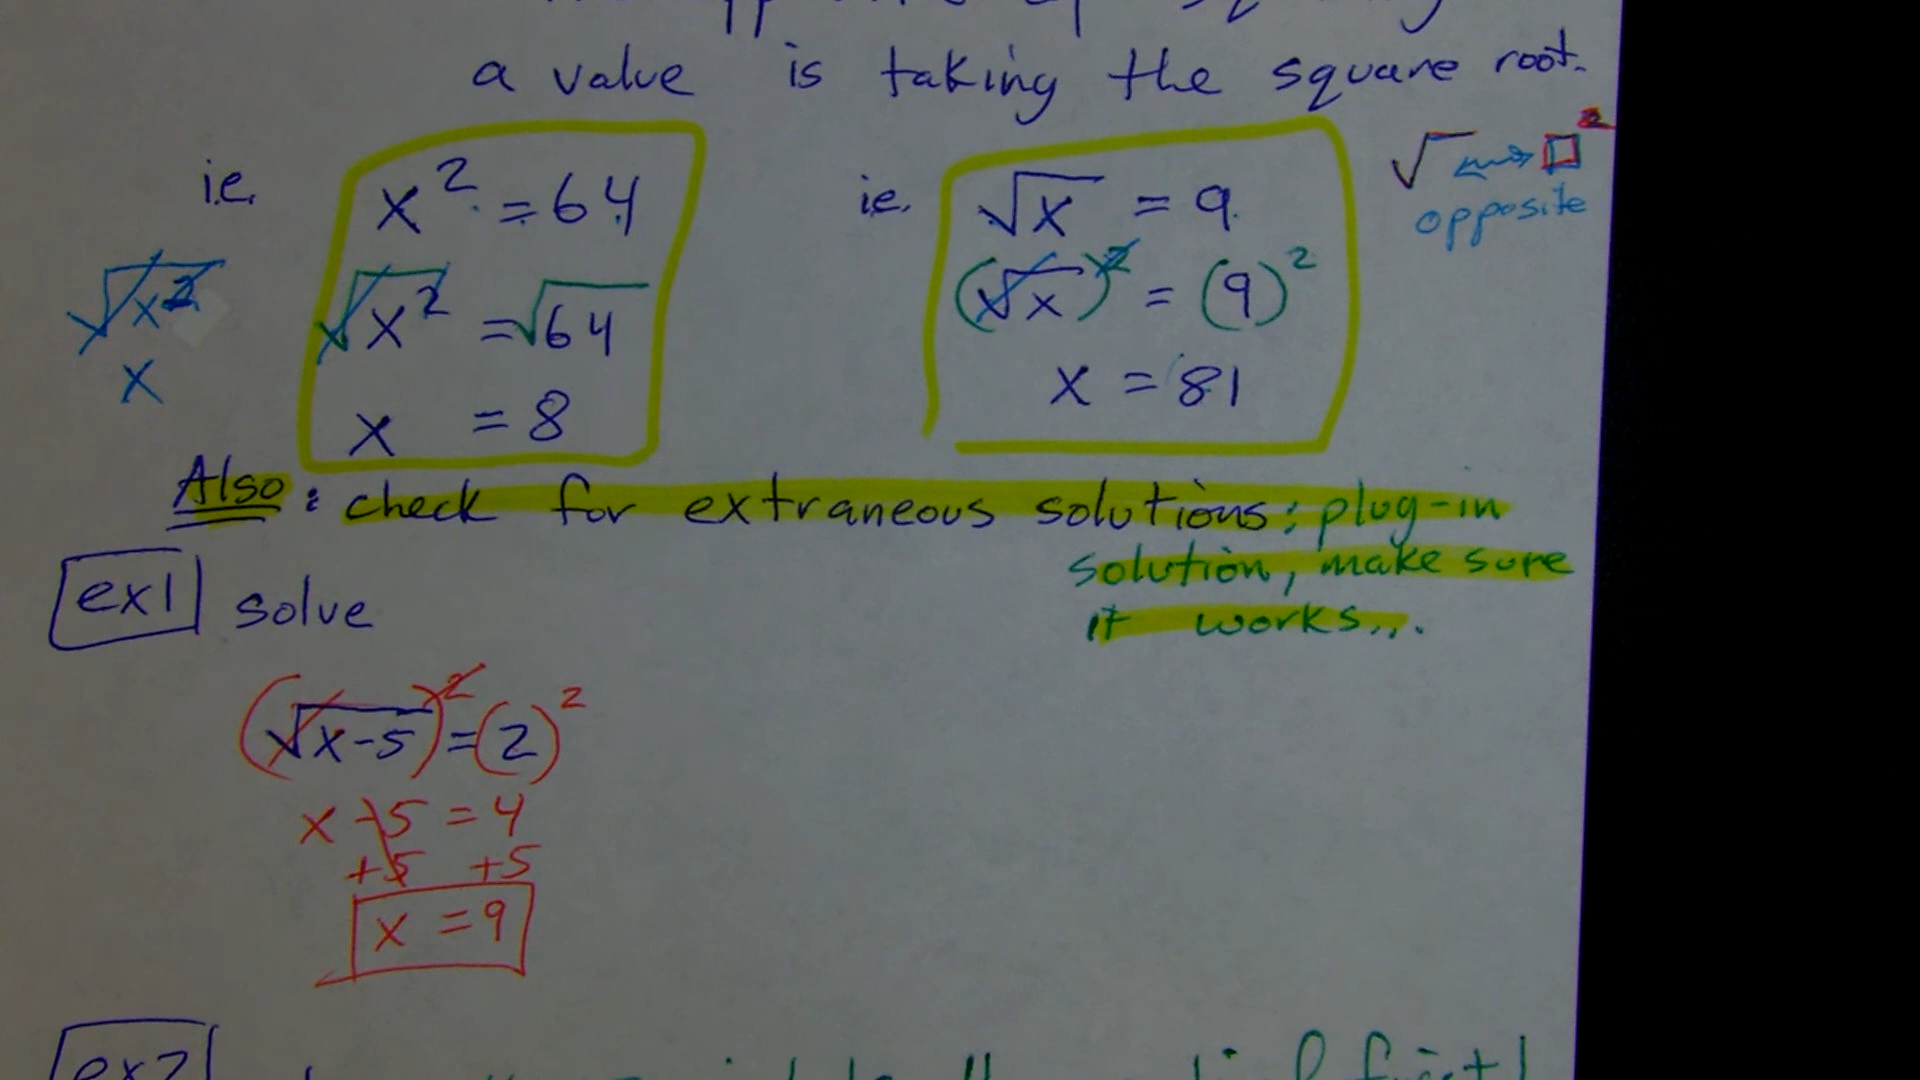 a value is taking the square root.
i.e. x² = 64 i.e. √x = 9 √ ↔ □²
opposite
√x² √x² = √64 (√x)² = (9)²
x x = 8 x = 81
Also: check for extraneous solutions: plug-in
solution, make sure
it works...
ex1 solve
(√x-5)² = (2)²
x - 5 = 4
+5 +5
x = 9
ex2